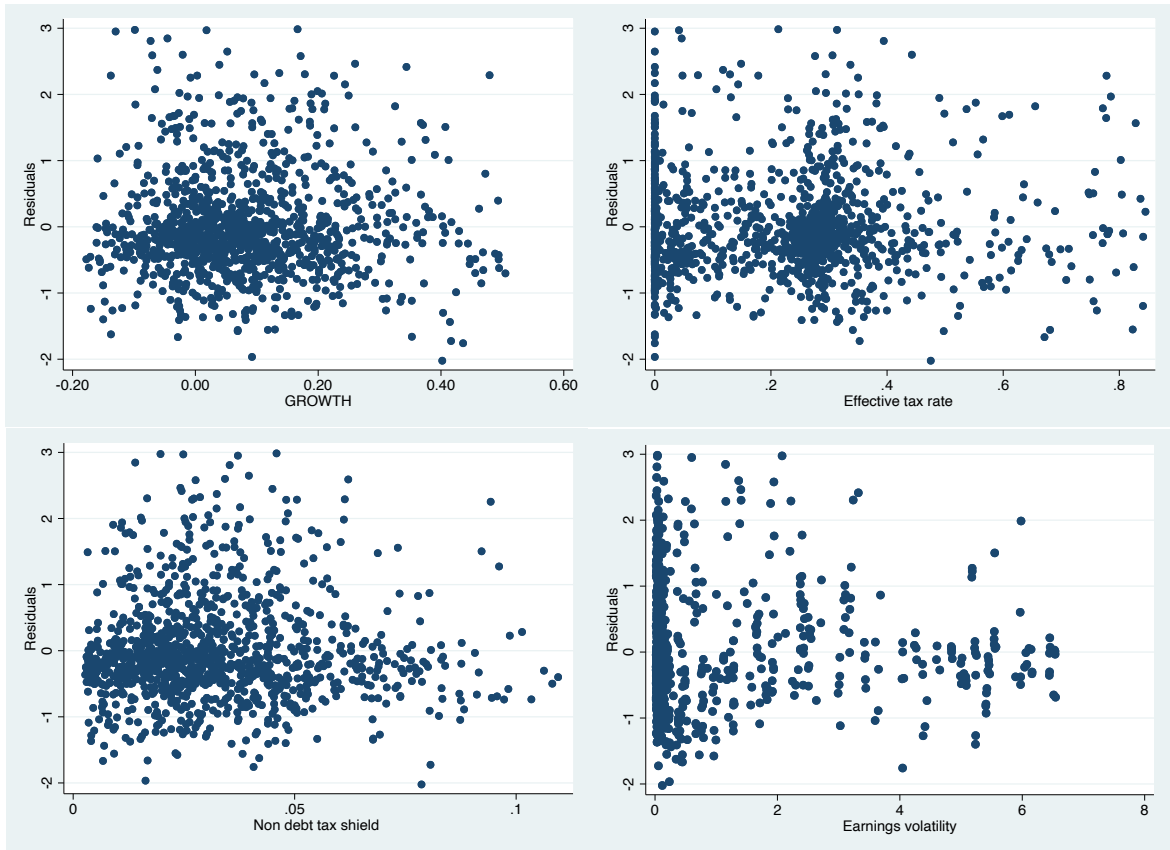 3
2
1
0
-1
-2
Residuals
-0.20 0.00 0.20 0.40 0.60
GROWTH
3
2
1
0
-1
-2
Residuals
0 .2 .4 .6 .8
Effective tax rate
3
2
1
0
-1
-2
Residuals
0 .05 .1
Non debt tax shield
3
2
1
0
-1
-2
Residuals
0 2 4 6 8
Earnings volatility